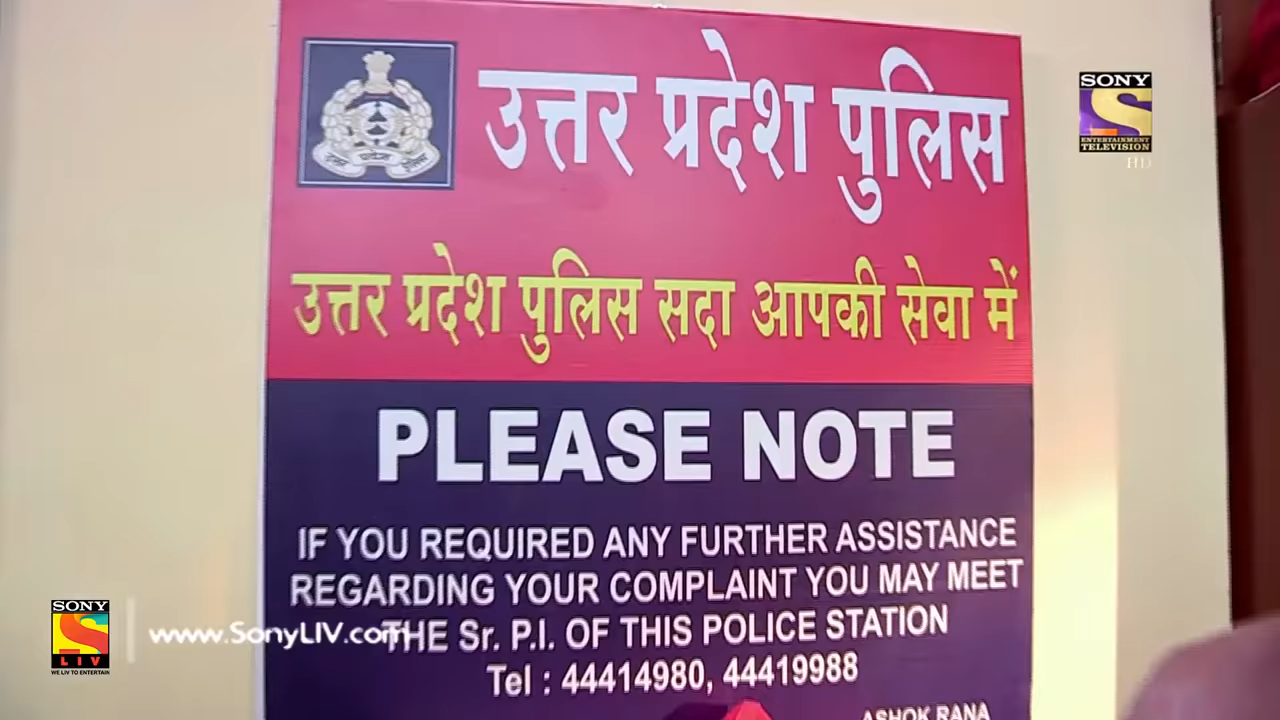 उत्तर प्रदेश पुलिस
SONY
ENTERTAINMENT
TELEVISION
HD
उत्तर प्रदेश पुलिस सदा आपकी सेवा में
PLEASE NOTE
IF YOU REQUIRED ANY FURTHER ASSISTANCE
REGARDING YOUR COMPLAINT YOU MAY MEET
THE Sr. P.I. OF THIS POLICE STATION
Tel : 44414980, 44419988
ASHOK RANA
SONY
LIV
WE LIV TO ENTERTAIN
www.SonyLIV.com